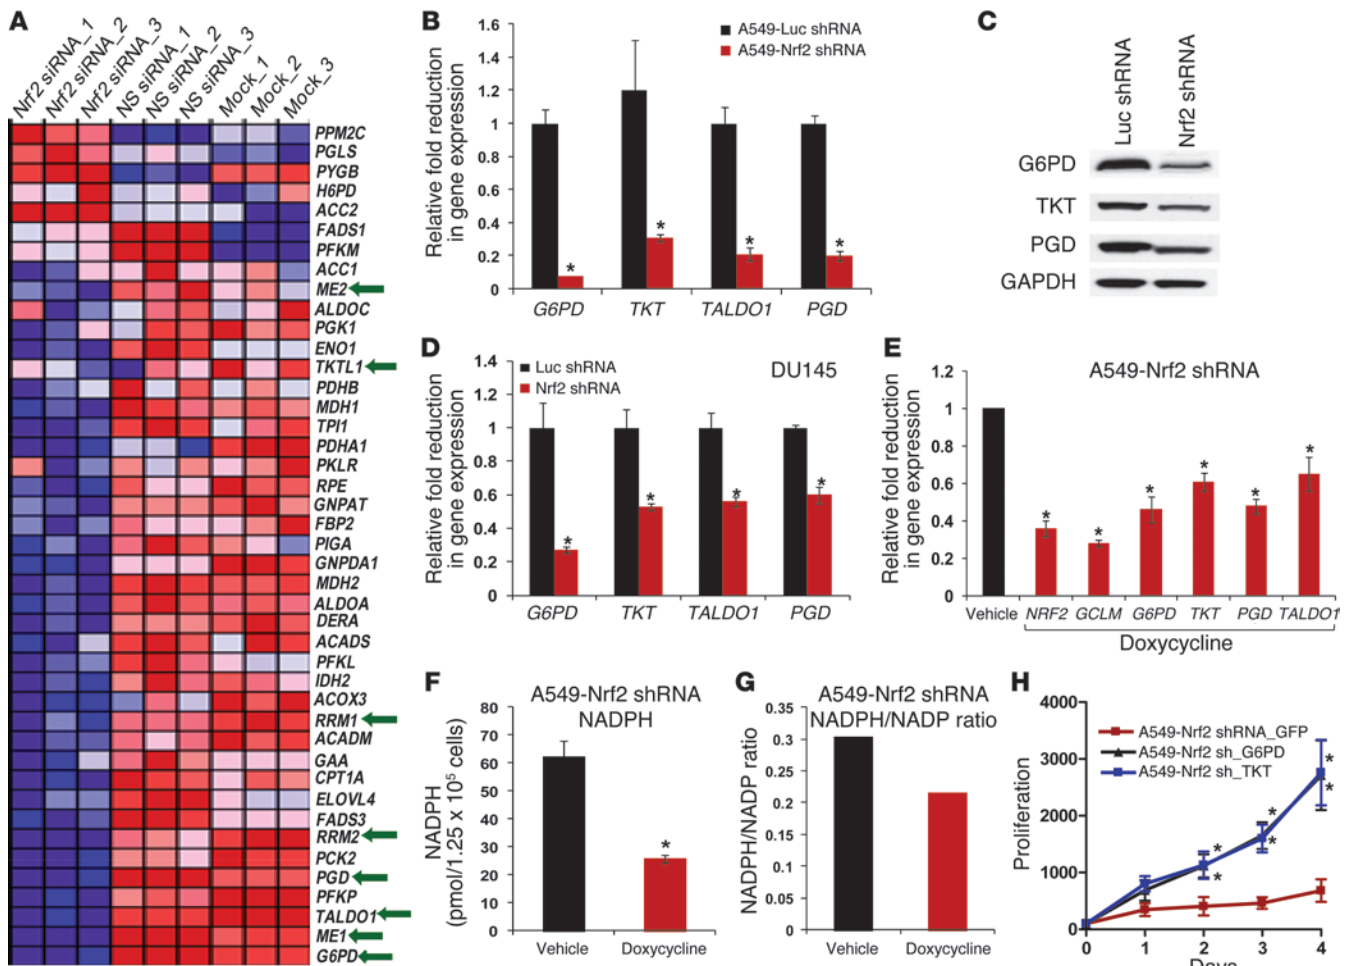 A
Nrf2 siRNA_1
Nrf2 siRNA_2
Nrf2 siRNA_3
NS siRNA_1
NS siRNA_2
NS siRNA_3
Mock_1
Mock_2
Mock_3
PPM2C
PGLS
PYGB
H6PD
ACC2
FADS1
PFKM
ACC1
ME2
ALDOC
PGK1
ENO1
TKTL1
PDHB
MDH1
TPI1
PDHA1
PKLR
RPE
GNPAT
FBP2
PIGA
GNPDA1
MDH2
ALDOA
DERA
ACADS
PFKL
IDH2
ACOX3
RRM1
ACADM
GAA
CPT1A
ELOVL4
FADS3
RRM2
PCK2
PGD
PFKP
TALDO1
ME1
G6PD
B
Relative fold reduction
in gene expression
1.6
1.4
1.2
1
0.8
0.6
0.4
0.2
0
A549-Luc shRNA
A549-Nrf2 shRNA
* * * *
G6PD TKT TALDO1 PGD
C
Luc shRNA
Nrf2 shRNA
G6PD
TKT
PGD
GAPDH
D
Relative fold reduction
in gene expression
1.4
1.2
1
0.8
0.6
0.4
0.2
0
Luc shRNA
Nrf2 shRNA
DU145
* * * *
G6PD TKT TALDO1 PGD
E
A549-Nrf2 shRNA
Relative fold reduction
in gene expression
1.2
1
0.8
0.6
0.4
0.2
0
* * * * * *
Vehicle NRF2 GCLM G6PD TKT PGD TALDO1
Doxycycline
F
A549-Nrf2 shRNA
NADPH
NADPH
(pmol/1.25 x 10⁵ cells)
80
70
60
50
40
30
20
10
0
*
Vehicle Doxycycline
G
A549-Nrf2 shRNA
NADPH/NADP ratio
NADPH/NADP ratio
0.35
0.3
0.25
0.2
0.15
0.1
0.05
0
Vehicle Doxycycline
H
Proliferation
4000
3000
2000
1000
0
A549-Nrf2 shRNA_GFP
A549-Nrf2 sh_G6PD
A549-Nrf2 sh_TKT
* *
* *
* *
0 1 2 3 4
Days